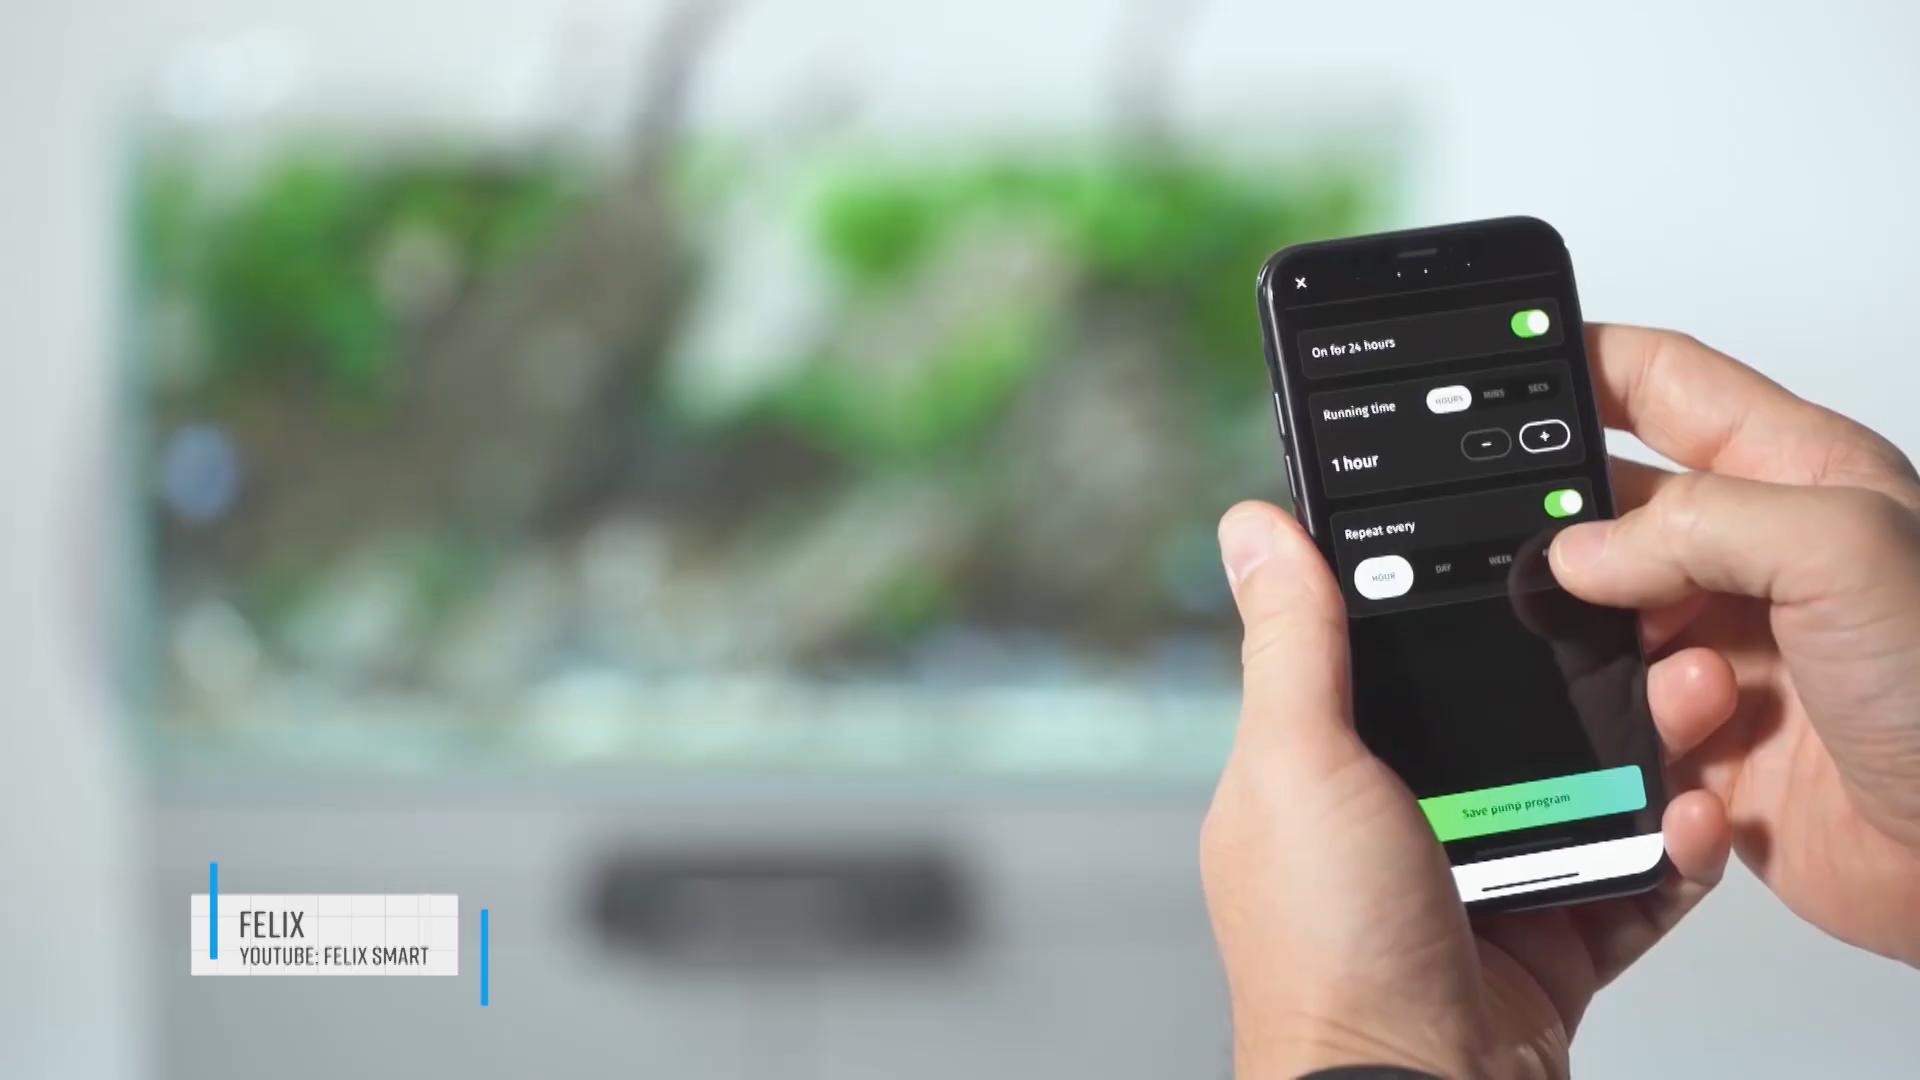 ×
On for 24 hours
Running time
HOURS MINS SECS
1 hour
- +
Repeat every
HOUR DAY WEEK
Save pump program
FELIX
YOUTUBE: FELIX SMART